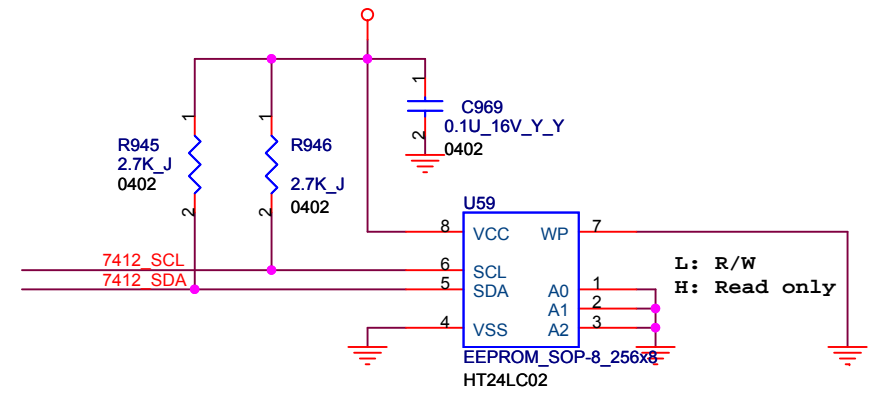 1
1
1
C969
0.1U_16V_Y_Y
2
0402
R945
2.7K_J
0402
R946
2.7K_J
0402
2
2
U59
8
VCC
WP
7
7412_SCL
6
SCL
L: R/W
7412_SDA
5
SDA
A0
1
H: Read only
A1
2
4
VSS
A2
3
EEPROM_SOP-8_256x8
HT24LC02